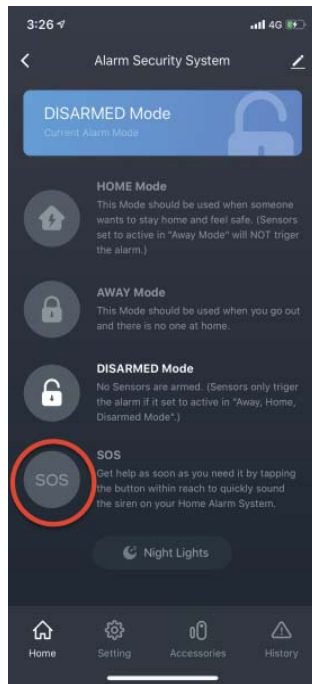 3:26
4G
Alarm Security System
DISARMED Mode
Current Alarm Mode
HOME Mode
This Mode should be used when someone
wants to stay home and feel safe. (Sensors
set to active in "Away Mode" will NOT triger
the alarm.)
AWAY Mode
This Mode should be used when you go out
and there is no one at home.
DISARMED Mode
No Sensors are armed. (Sensors only triger
the alarm if it set to active in "Away, Home,
Disarmed Mode".)
SOS
SOS
Get help as soon as you need it by tapping
the button within reach to quickly sound
the siren on your Home Alarm System.
Night Lights
Home Setting Accessories History